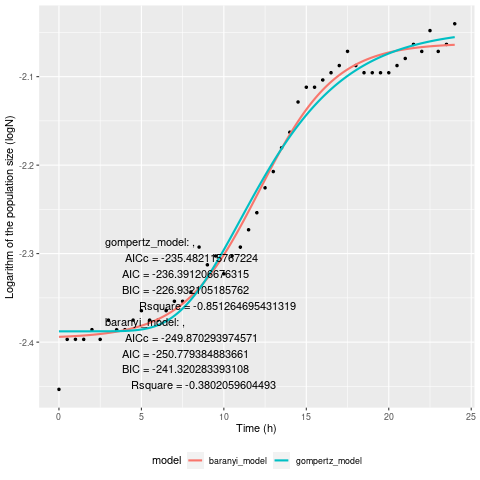 Logarithm of the population size (logN)
-2.1
-2.2
-2.3
-2.4
gompertz_model: ,
AICc = -235.482115767224
AIC = -236.391206676315
BIC = -226.932105185762
Rsquare = -0.851264695431319
baranyi_model: ,
AICc = -249.870293974571
AIC = -250.779384883661
BIC = -241.320283393108
Rsquare = -0.3802059604493
0 5 10 15 20 25
Time (h)
model baranyi_model gompertz_model